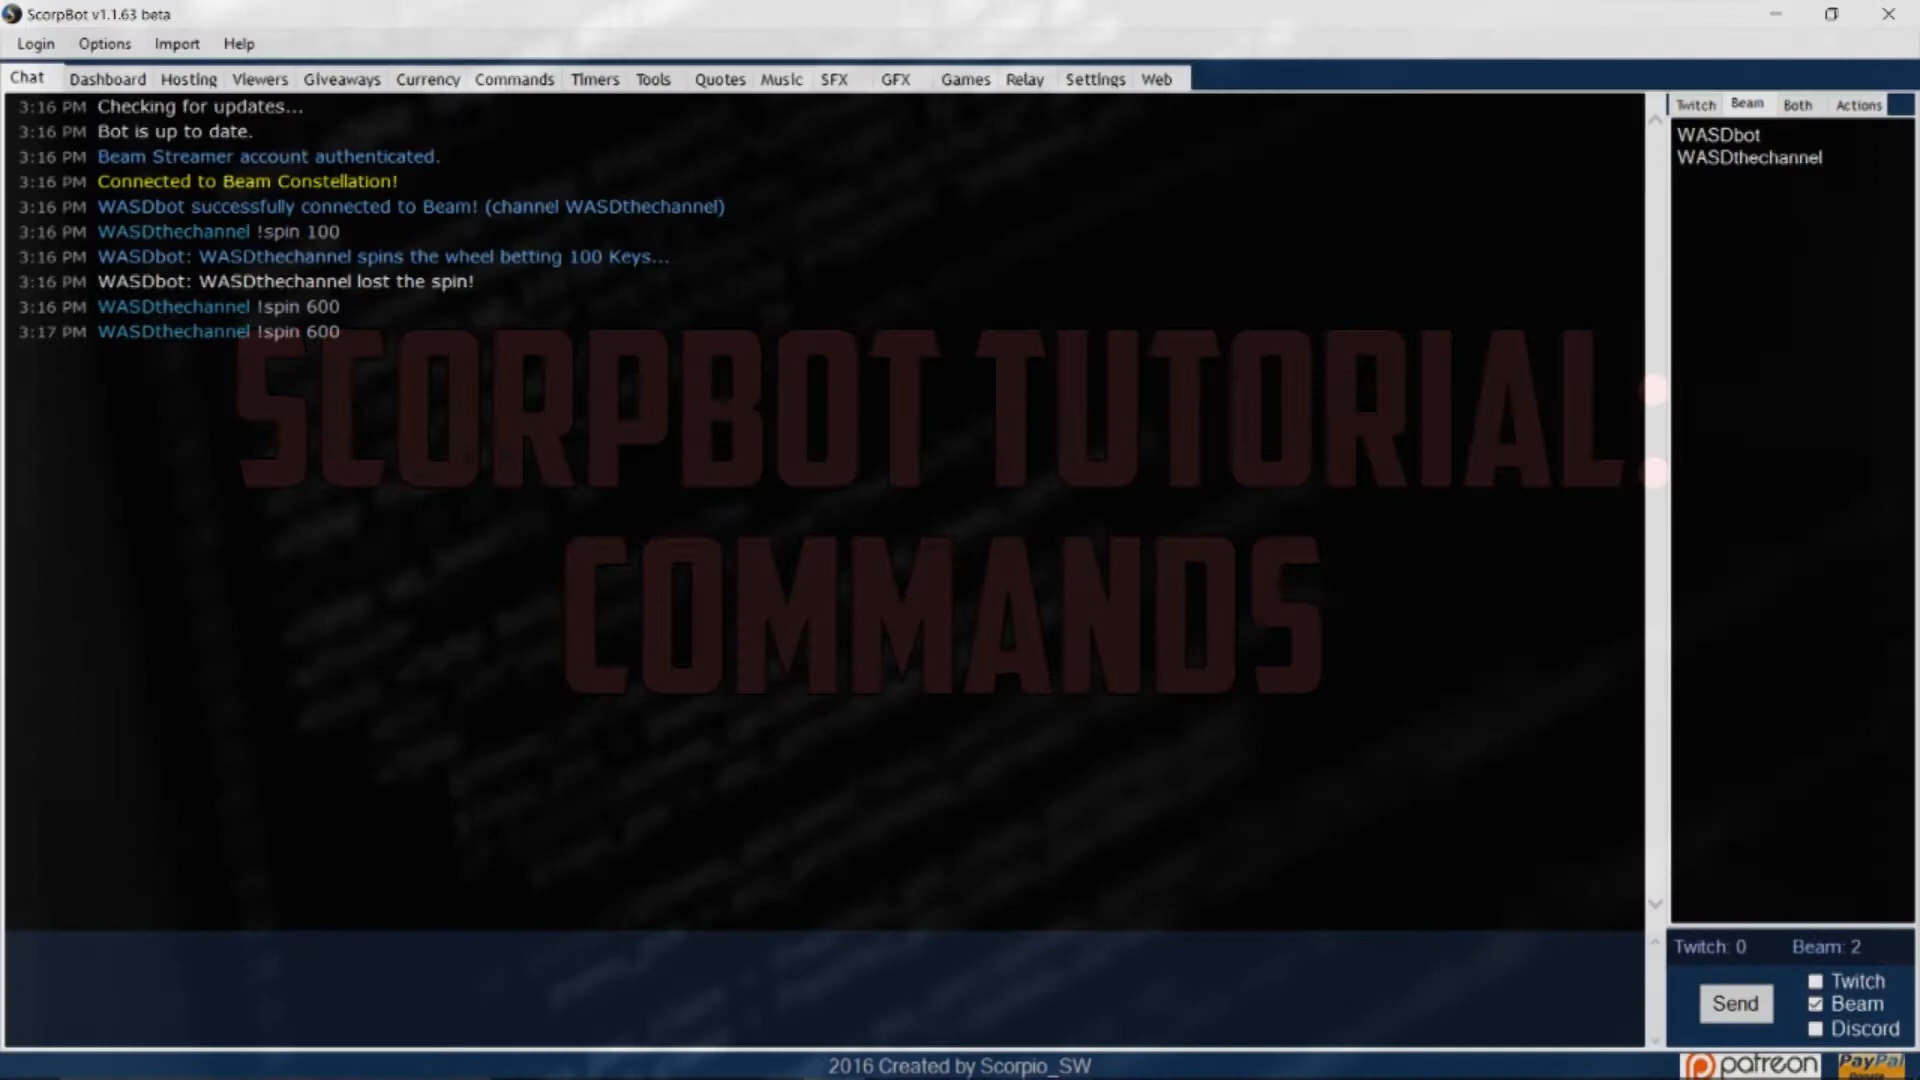 ScorpBot v1.1.63 beta
Login Options Import Help
Chat Dashboard Hosting Viewers Giveaways Currency Commands Timers Tools Quotes Music SFX GFX Games Relay Settings Web
3:16 PM Checking for updates...
3:16 PM Bot is up to date.
3:16 PM Beam Streamer account authenticated.
3:16 PM Connected to Beam Constellation!
3:16 PM WASDbot successfully connected to Beam! (channel WASDthechannel)
3:16 PM WASDthechannel !spin 100
3:16 PM WASDbot: WASDthechannel spins the wheel betting 100 Keys...
3:16 PM WASDbot: WASDthechannel lost the spin!
3:16 PM WASDthechannel !spin 600
3:17 PM WASDthechannel !spin 600
SCORPBOT TUTORIAL:
COMMANDS
Twitch Beam Both Actions
WASDbot
WASDthechannel
Twitch: 0 Beam: 2
Send
Twitch
Beam
Discord
2016 Created by Scorpio_SW
patreon
PayPal
Donate